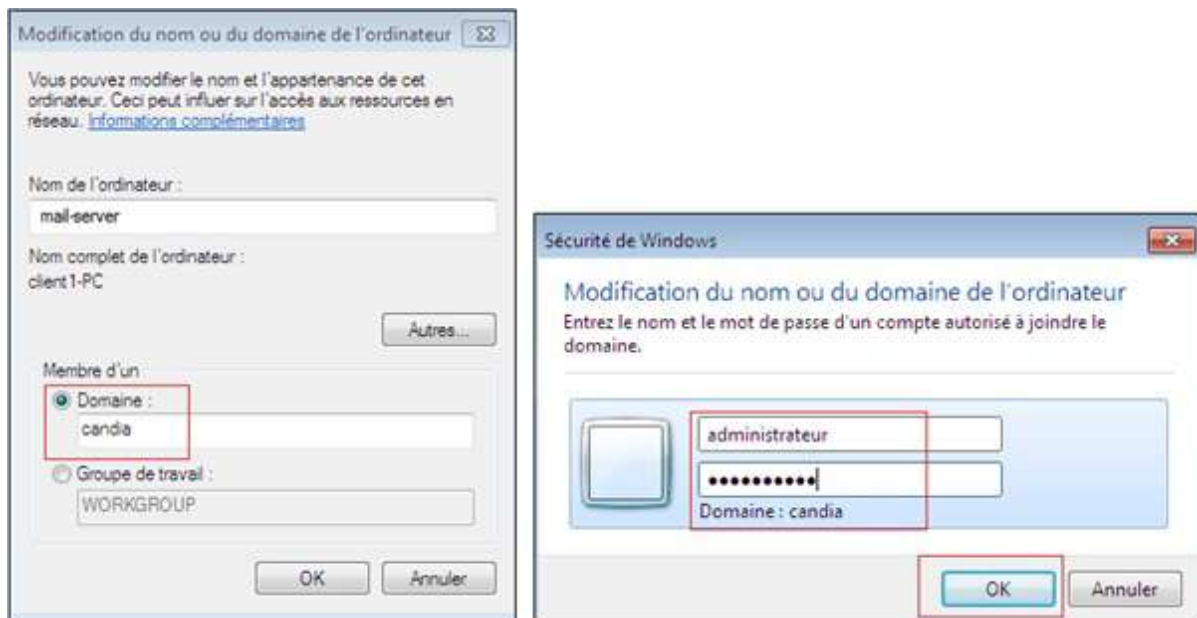 Modification du nom ou du domaine de l'ordinateur
Vous pouvez modifier le nom et l'appartenance de cet
ordinateur. Ceci peut influer sur l'accès aux ressources en
réseau. Informations complémentaires
Nom de l'ordinateur :
mail-server
Nom complet de l'ordinateur :
client1-PC
Autres...
Membre d'un
Domaine :
candia
Groupe de travail :
WORKGROUP
OK
Annuler
Sécurité de Windows
Modification du nom ou du domaine de l'ordinateur
Entrez le nom et le mot de passe d'un compte autorisé à joindre le
domaine.
administrateur
••••••••••
Domaine : candia
OK
Annuler